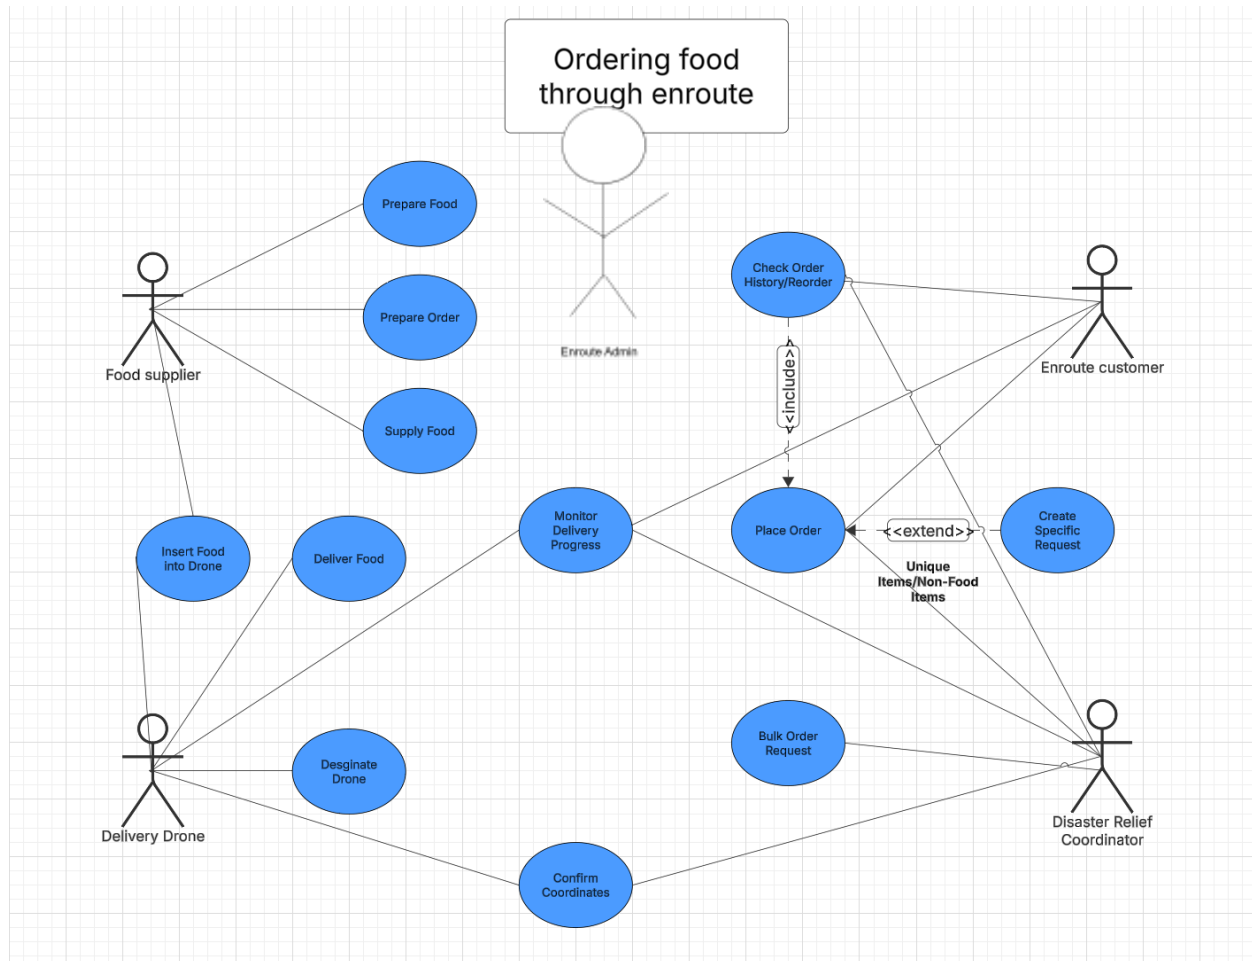 Ordering food
through enroute
Prepare Food
Prepare Order
Supply Food
Food supplier
Enroute Admin
Check Order
History/Reorder
Enroute customer
<<include>>
Monitor
Delivery
Progress
Place Order
<<extend>>
Create
Specific
Request
Unique
Items/Non-Food
Items
Insert Food
into Drone
Deliver Food
Desginate
Drone
Delivery Drone
Bulk Order
Request
Disaster Relief
Coordinator
Confirm
Coordinates